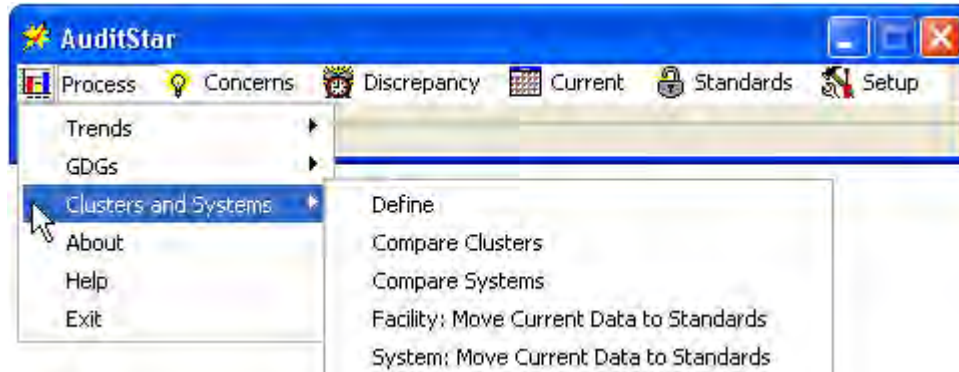 AuditStar
Process Concerns Discrepancy Current Standards Setup
Trends
GDGs
Clusters and Systems
About
Help
Exit
Define
Compare Clusters
Compare Systems
Facility: Move Current Data to Standards
System: Move Current Data to Standards